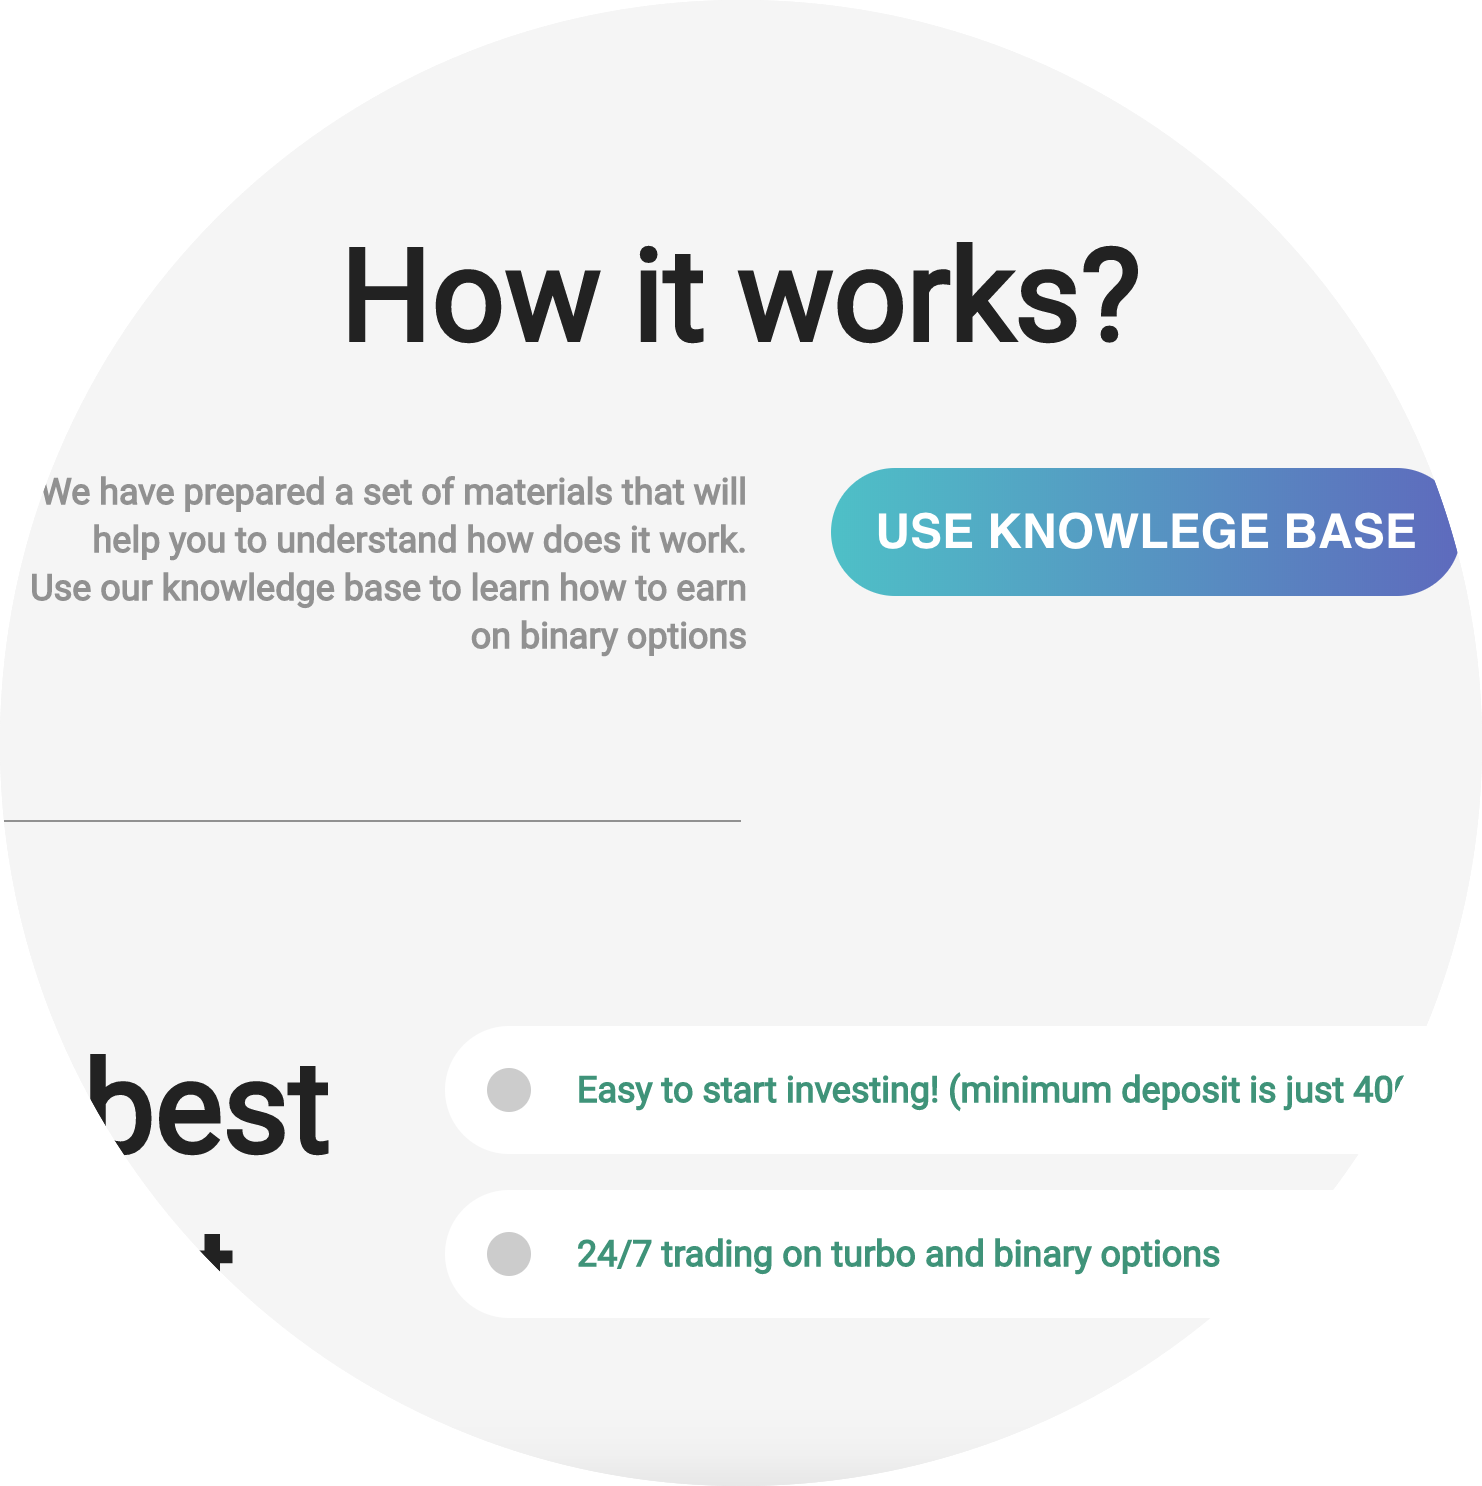 How it works?
We have prepared a set of materials that will
help you to understand how does it work.
Use our knowledge base to learn how to earn
on binary options
USE KNOWLEGE BASE
best
Easy to start investing! (minimum deposit is just
24/7 trading on turbo and binary options